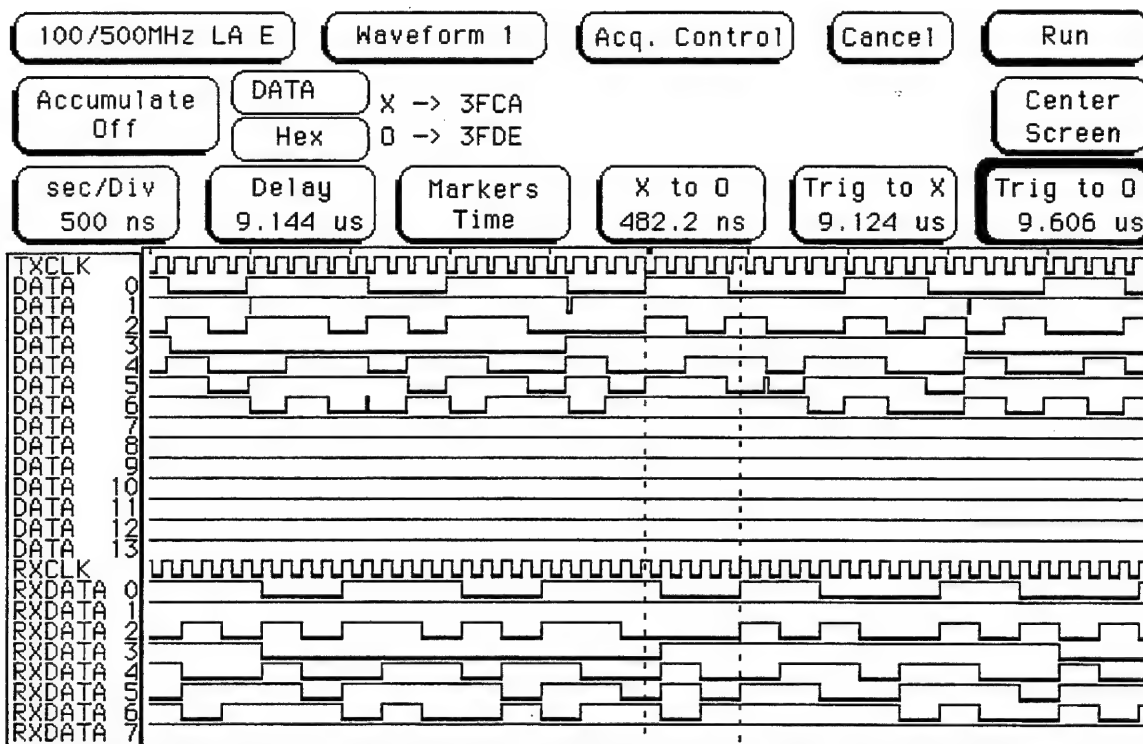 100/500MHz LA E Waveform 1 Acq. Control Cancel Run
Accumulate Off
DATA X -> 3FCA
Hex O -> 3FDE
Center Screen
sec/Div 500 ns
Delay 9.144 us
Markers Time
X to O 482.2 ns
Trig to X 9.124 us
Trig to O 9.606 us
TXCLK
DATA 0
DATA 1
DATA 2
DATA 3
DATA 4
DATA 5
DATA 6
DATA 7
DATA 8
DATA 9
DATA 10
DATA 11
DATA 12
DATA 13
RXCLK
RXDATA 0
RXDATA 1
RXDATA 2
RXDATA 3
RXDATA 4
RXDATA 5
RXDATA 6
RXDATA 7